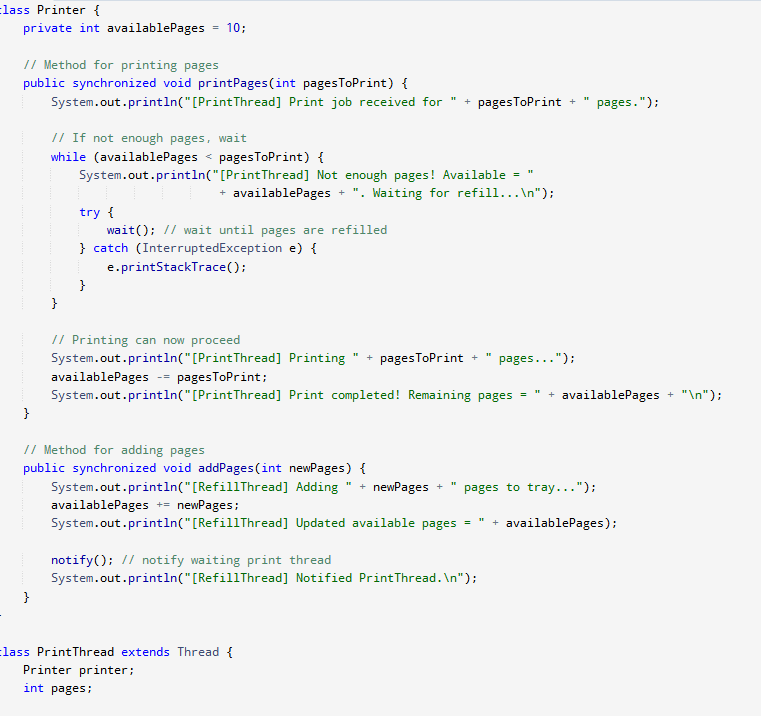 class Printer {
    private int availablePages = 10;

    // Method for printing pages
    public synchronized void printPages(int pagesToPrint) {
        System.out.println("[PrintThread] Print job received for " + pagesToPrint + " pages.");

        // If not enough pages, wait
        while (availablePages < pagesToPrint) {
            System.out.println("[PrintThread] Not enough pages! Available = "
                                + availablePages + ". Waiting for refill...\n");
            try {
                wait(); // wait until pages are refilled
            } catch (InterruptedException e) {
                e.printStackTrace();
            }
        }

        // Printing can now proceed
        System.out.println("[PrintThread] Printing " + pagesToPrint + " pages...");
        availablePages -= pagesToPrint;
        System.out.println("[PrintThread] Print completed! Remaining pages = " + availablePages + "\n");
    }

    // Method for adding pages
    public synchronized void addPages(int newPages) {
        System.out.println("[RefillThread] Adding " + newPages + " pages to tray...");
        availablePages += newPages;
        System.out.println("[RefillThread] Updated available pages = " + availablePages);

        notify(); // notify waiting print thread
        System.out.println("[RefillThread] Notified PrintThread.\n");
    }
}

class PrintThread extends Thread {
    Printer printer;
    int pages;